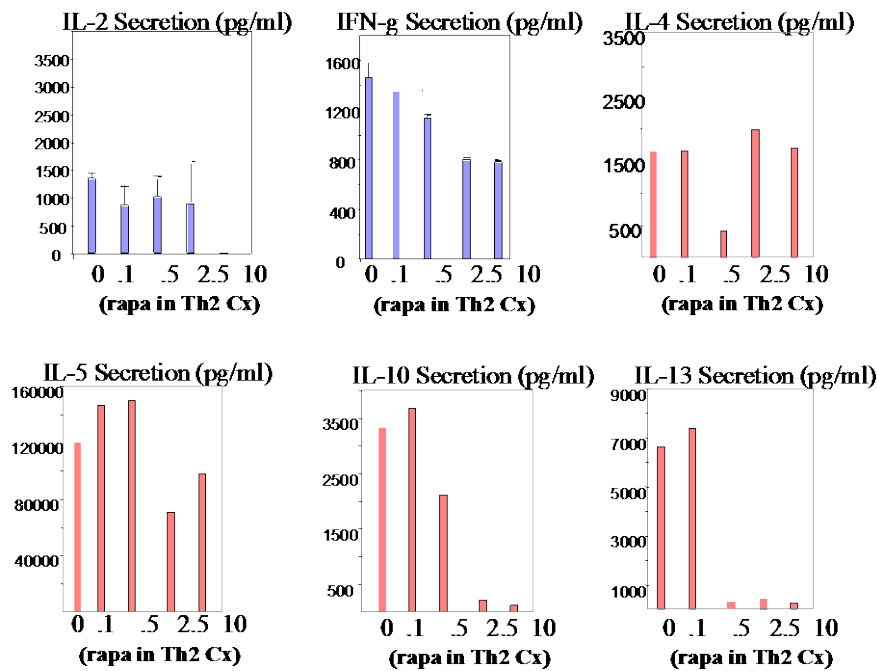 IL-2 Secretion (pg/ml)
3500
3000
2500
2000
1500
1000
500
0
0 .1 .5 2.5 10
(rapa in Th2 Cx)
IFN-g Secretion (pg/ml)
1600
1200
800
400
0
0 .1 .5 2.5 10
(rapa in Th2 Cx)
IL-4 Secretion (pg/ml)
3500
2500
1500
500
0 .1 .5 2.5 10
(rapa in Th2 Cx)
IL-5 Secretion (pg/ml)
160000
120000
80000
40000
0 .1 .5 2.5 10
(rapa in Th2 Cx)
IL-10 Secretion (pg/ml)
3500
2500
1500
500
0 .1 .5 2.5 10
(rapa in Th2 Cx)
IL-13 Secretion (pg/ml)
9000
7000
5000
3000
1000
0 .1 .5 2.5 10
(rapa in Th2 Cx)